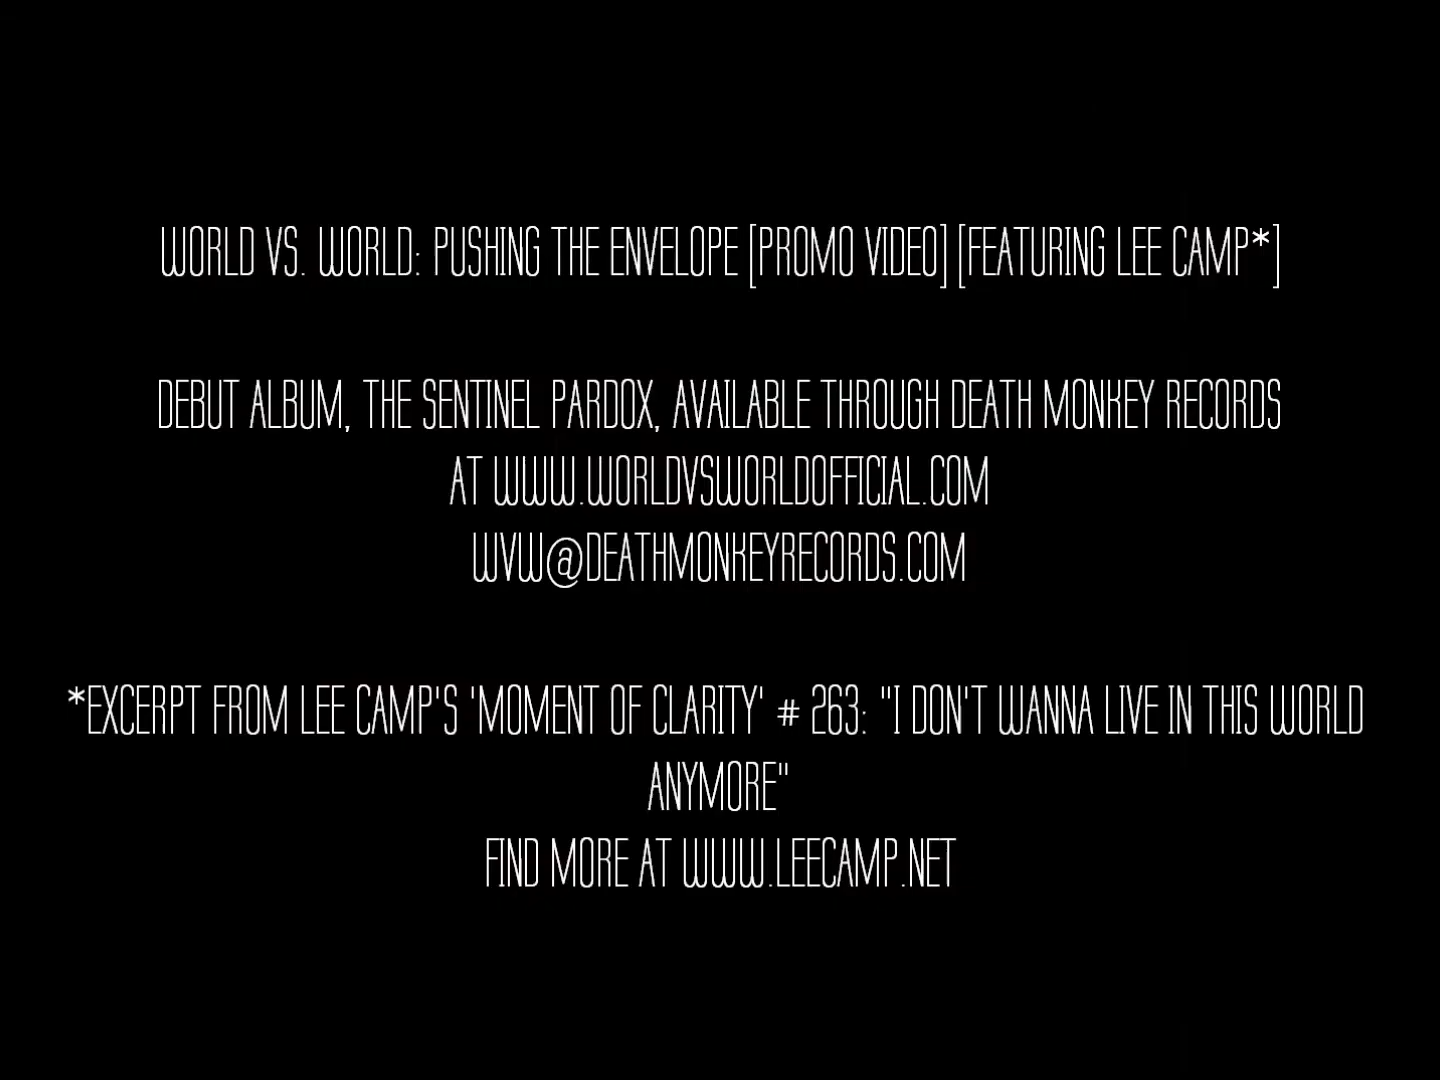 WORLD VS. WORLD: PUSHING THE ENVELOPE [PROMO VIDEO] [FEATURING LEE CAMP*]
DEBUT ALBUM, THE SENTINEL PARDOX, AVAILABLE THROUGH DEATH MONKEY RECORDS
AT WWW.WORLDVSWORLDOFFICIAL.COM
WVW@DEATHMONKEYRECORDS.COM
*EXCERPT FROM LEE CAMP'S 'MOMENT OF CLARITY' # 263: "I DON'T WANNA LIVE IN THIS WORLD
ANYMORE"
FIND MORE AT WWW.LEECAMP.NET